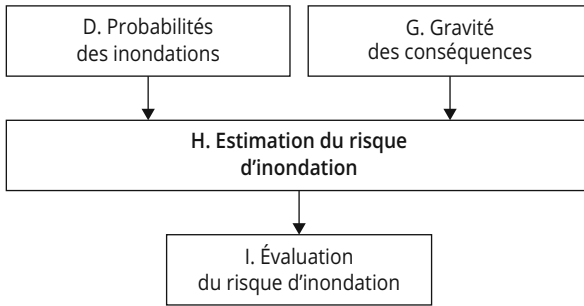 D. Probabilités
des inondations
G. Gravité
des conséquences
H. Estimation du risque
d’inondation
I. Évaluation
du risque d’inondation